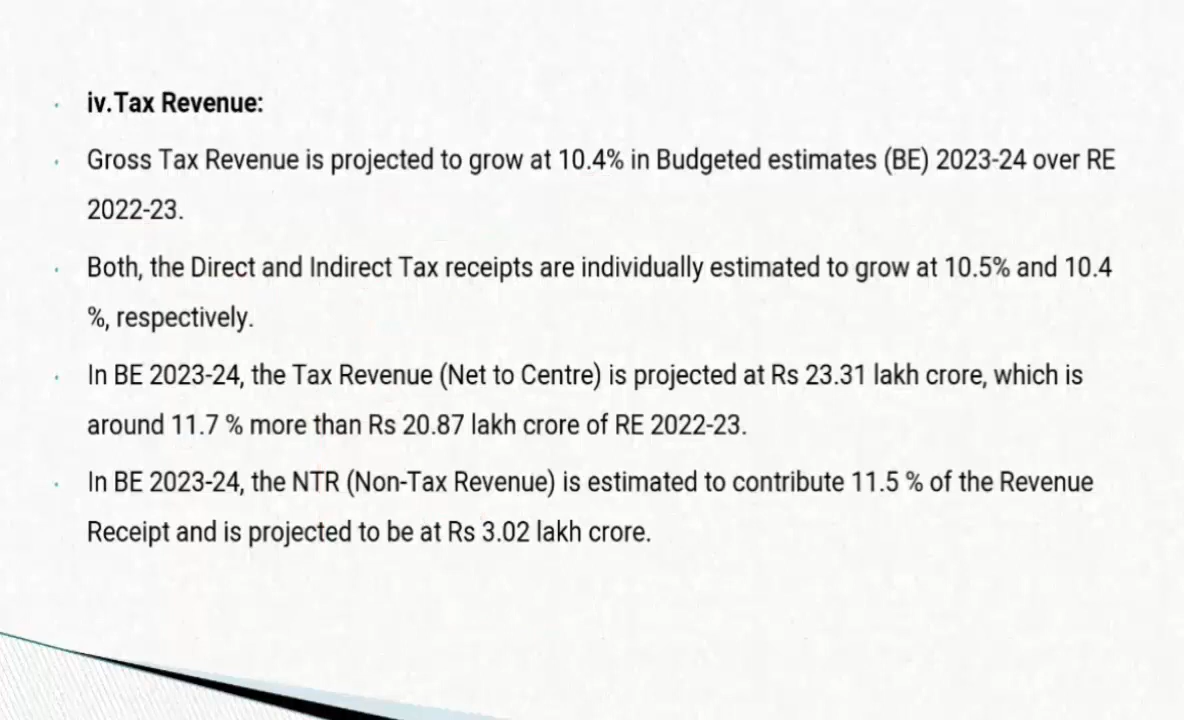 iv.Tax Revenue:
Gross Tax Revenue is projected to grow at 10.4% in Budgeted estimates (BE) 2023-24 over RE
2022-23.
Both, the Direct and Indirect Tax receipts are individually estimated to grow at 10.5% and 10.4
%, respectively.
In BE 2023-24, the Tax Revenue (Net to Centre) is projected at Rs 23.31 lakh crore, which is
around 11.7 % more than Rs 20.87 lakh crore of RE 2022-23.
In BE 2023-24, the NTR (Non-Tax Revenue) is estimated to contribute 11.5 % of the Revenue
Receipt and is projected to be at Rs 3.02 lakh crore.